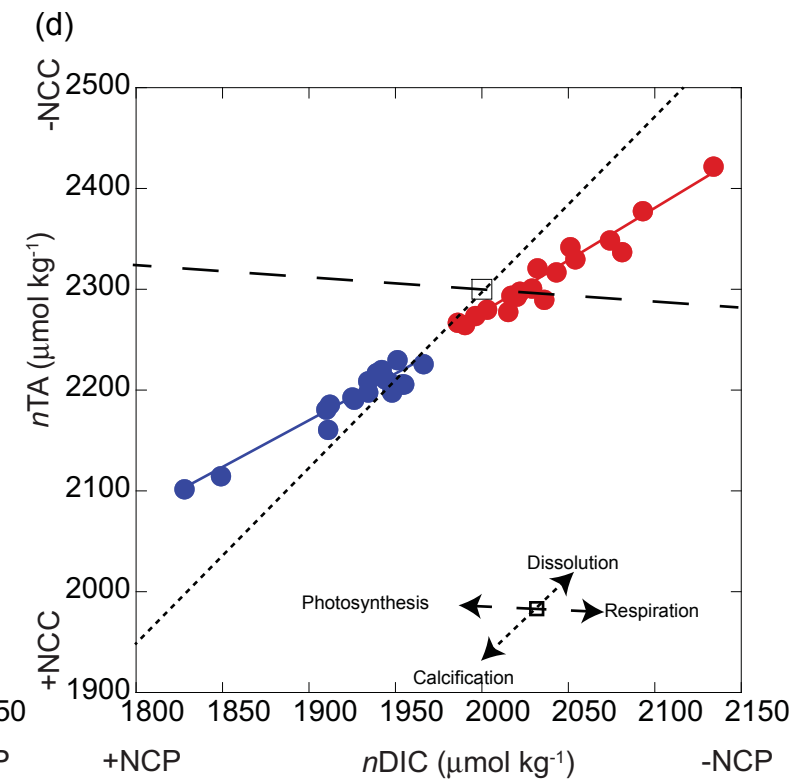 (d)
-NCC
2500
2400
2300
nTA (μmol kg-1)
2200
2100
Dissolution
2000
Photosynthesis
Respiration
+NCC
Calcification
1900
50
1800 1850 1900 1950 2000 2050 2100 2150
P
+NCP nDIC (μmol kg-1) -NCP